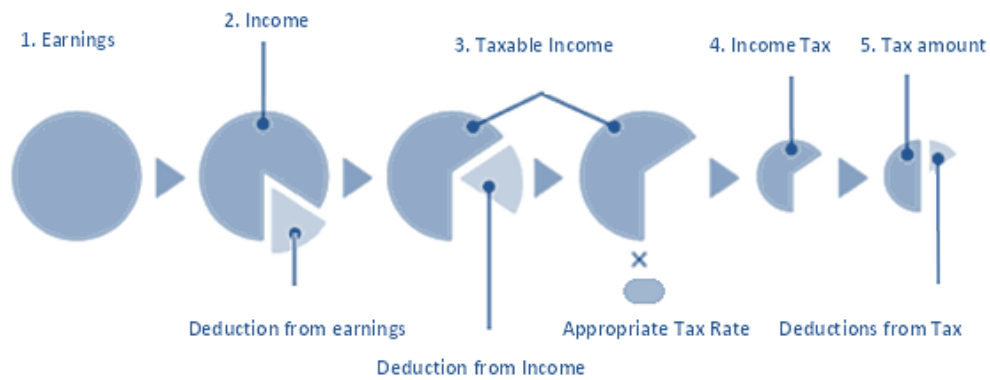 1. Earnings
2. Income
3. Taxable Income
4. Income Tax
5. Tax amount
×
Deduction from earnings
Deduction from Income
Appropriate Tax Rate
Deductions from Tax